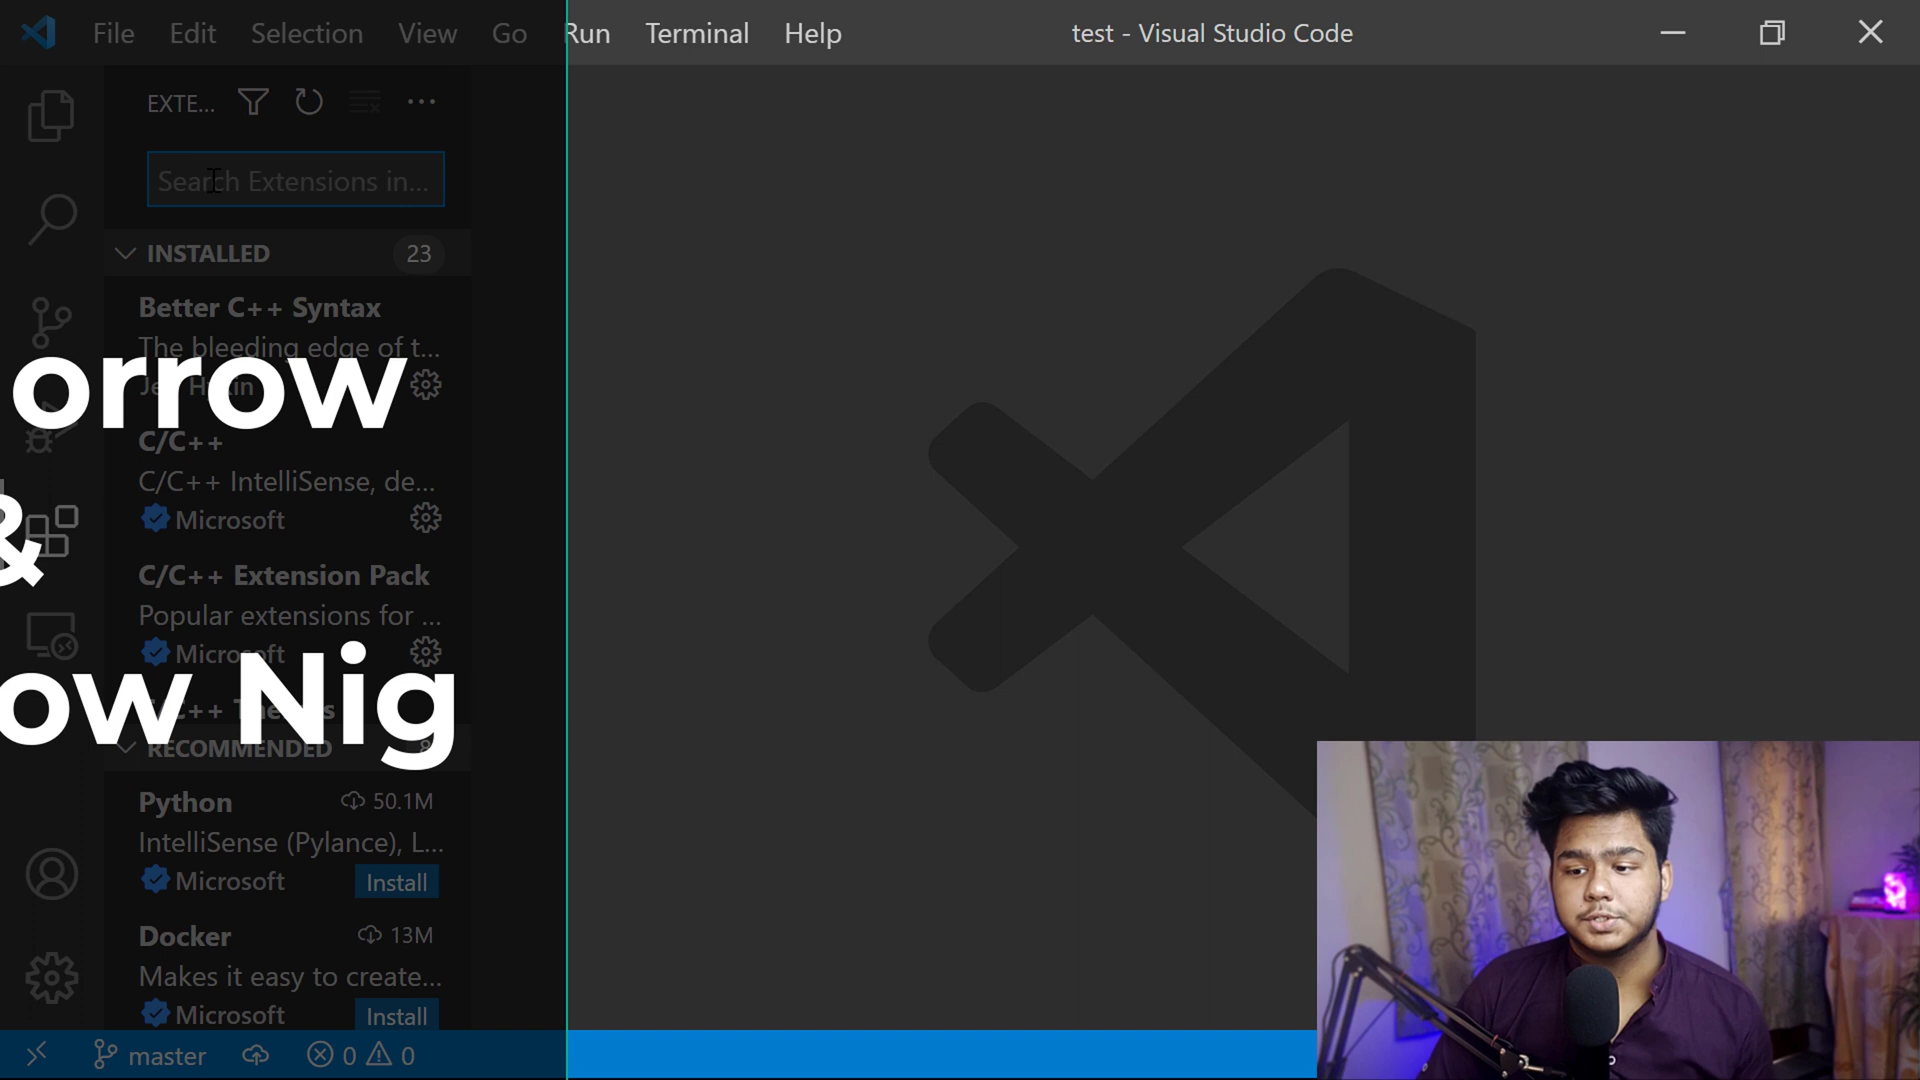 File Edit Selection View Go Run Terminal Help test - Visual Studio Code
EXTE...
Search Extensions in...
INSTALLED 23
Better C++ Syntax
The bleeding edge of t...
orrow
C/C++
C/C++ IntelliSense, de...
&
Microsoft
C/C++ Extension Pack
Popular extensions for ...
Microsoft
ow Nig
RECOMMENDED
Python 50.1M
IntelliSense (Pylance), L...
Microsoft Install
Docker 13M
Makes it easy to create...
Microsoft Install
master 0 0